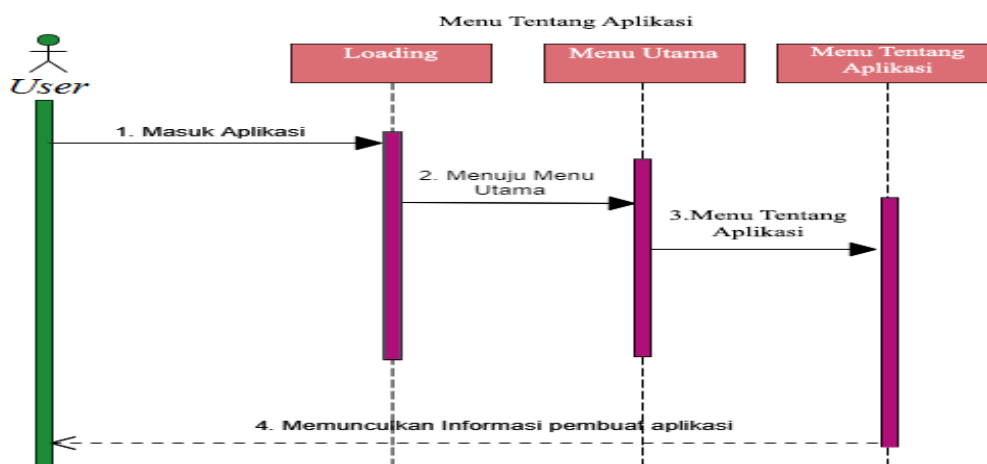 Menu Tentang Aplikasi
User
Loading
Menu Utama
Menu Tentang
Aplikasi
1. Masuk Aplikasi
2. Menuju Menu
Utama
3.Menu Tentang
Aplikasi
4. Memunculkan Informasi pembuat aplikasi